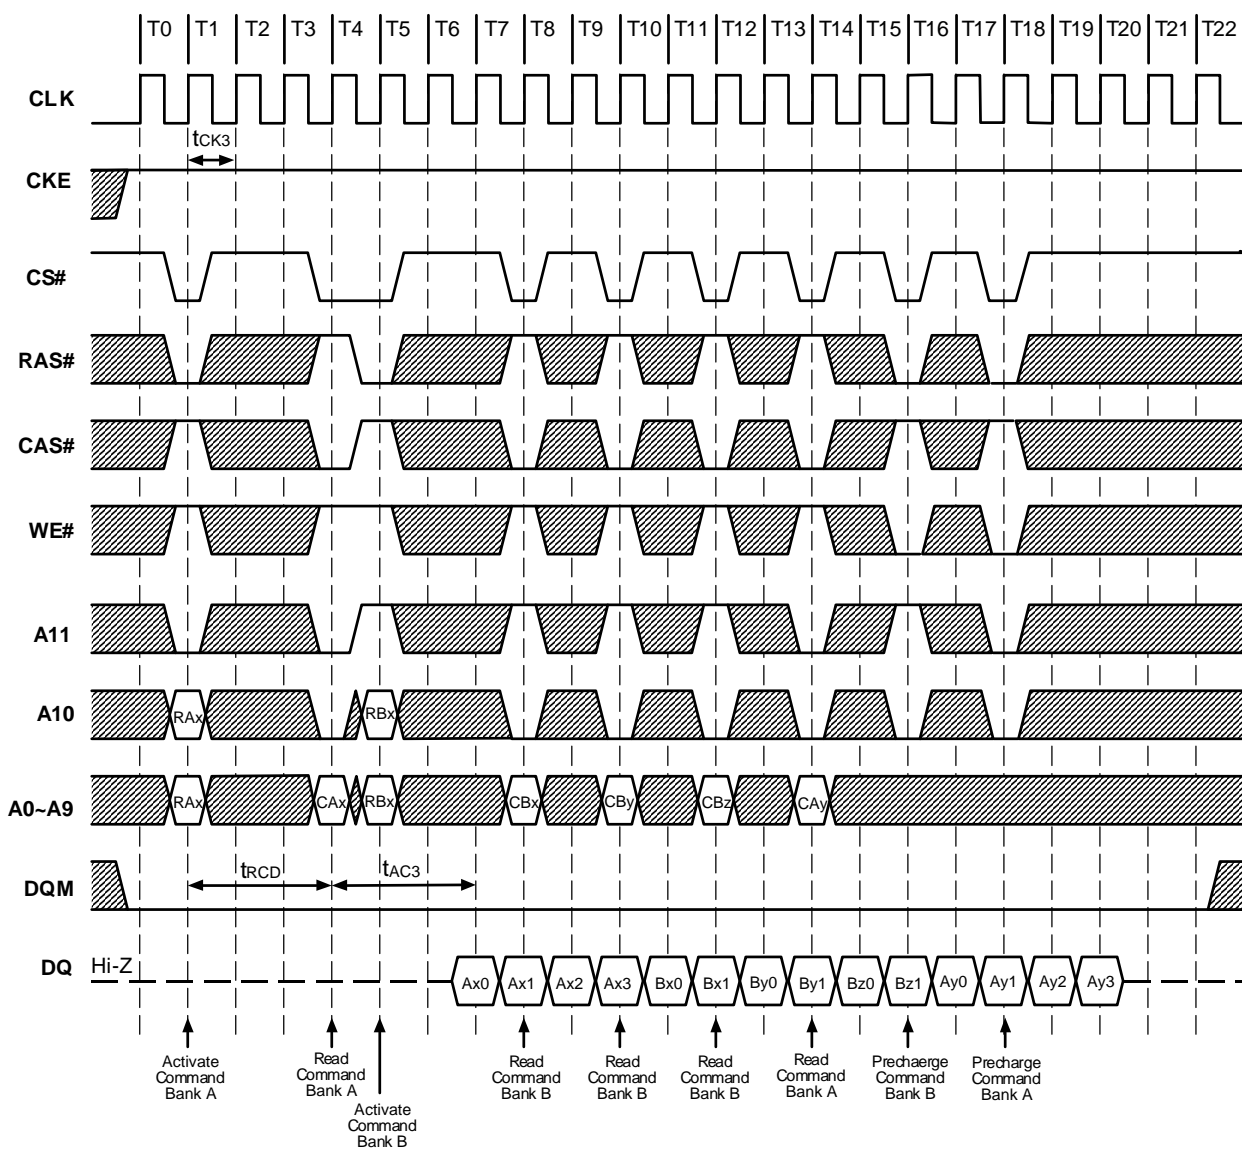 T0 T1 T2 T3 T4 T5 T6 T7 T8 T9 T10 T11 T12 T13 T14 T15 T16 T17 T18 T19 T20 T21 T22
CLK
tCK3
CKE
CS#
RAS#
CAS#
WE#
A11
A10 RAx RBx
A0~A9 RAx CAx RBx CBx CBy CBz CAy
tRCD tAC3
DQM
DQ Hi-Z Ax0 Ax1 Ax2 Ax3 Bx0 Bx1 By0 By1 Bz0 Bz1 Ay0 Ay1 Ay2 Ay3
Activate
Command
Bank A
Read
Command
Bank A
Activate
Command
Bank B
Read
Command
Bank B
Read
Command
Bank B
Read
Command
Bank B
Read
Command
Bank A
Prechaerge
Command
Bank B
Precharge
Command
Bank A